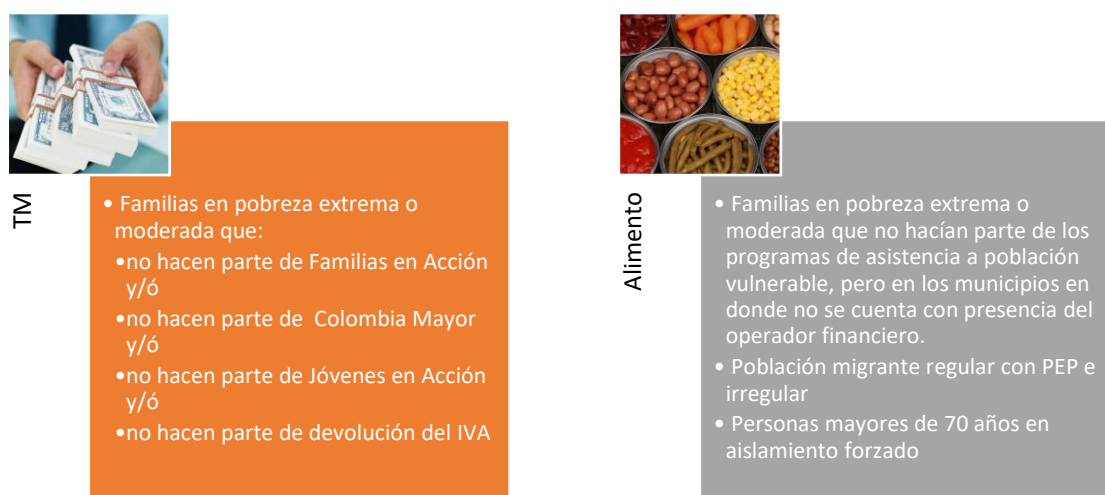 TM
• Familias en pobreza extrema o
moderada que:
•no hacen parte de Familias en Acción
y/ó
•no hacen parte de  Colombia Mayor
y/ó
•no hacen parte de Jóvenes en Acción
y/ó
•no hacen parte de devolución del IVA
Alimento
• Familias en pobreza extrema o
moderada que no hacían parte de los
programas de asistencia a población
vulnerable, pero en los municipios en
donde no se cuenta con presencia del
operador financiero.
• Población migrante regular con PEP e
irregular
• Personas mayores de 70 años en
aislamiento forzado